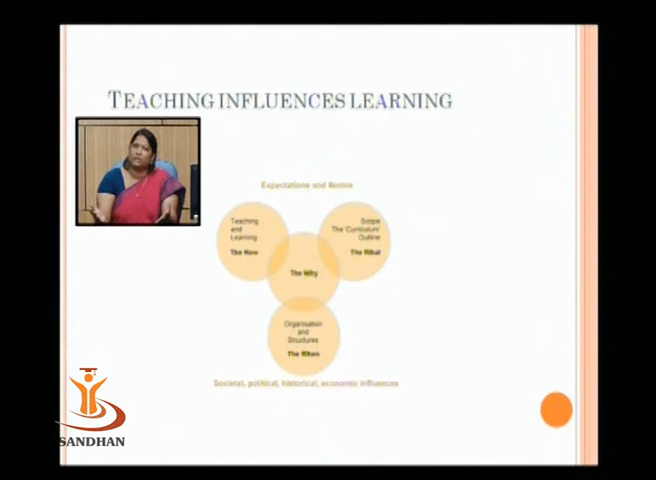 TEACHING INFLUENCES LEARNING
Expectations and Norms
Teaching
and
Learning
The How
Scope
The 'Curriculum'
Outline
The What
The Why
Organisation
and
Structures
The When
Societal, political, historical, economic influences
SANDHAN